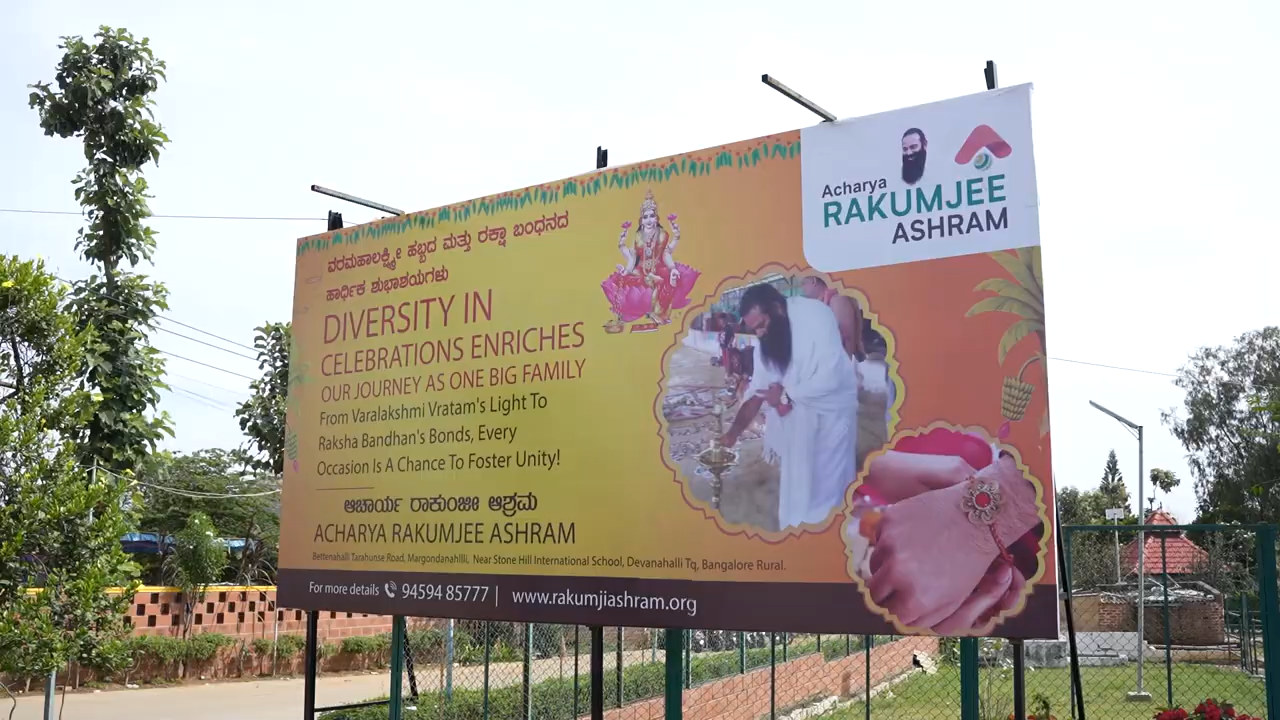 Acharya
RAKUMJEE
ASHRAM
ವರಮಹಾಲಕ್ಷ್ಮೀ ಹಬ್ಬದ ಮತ್ತು ರಕ್ಷಾ ಬಂಧನದ
ಹಾರ್ಧಿಕ ಶುಭಾಶಯಗಳು
DIVERSITY IN
CELEBRATIONS ENRICHES
OUR JOURNEY AS ONE BIG FAMILY
From Varalakshmi Vratam's Light To
Raksha Bandhan's Bonds, Every
Occasion Is A Chance To Foster Unity!
ಆಚಾರ್ಯ ರಾಕುಂಜೀ ಆಶ್ರಮ
ACHARYA RAKUMJEE ASHRAM
Bettenahalli Tarahunse Road, Margondanahllli, Near Stone Hill International School, Devanahalli Tq, Bangalore Rural.
For more details 94594 85777 | www.rakumjiashram.org